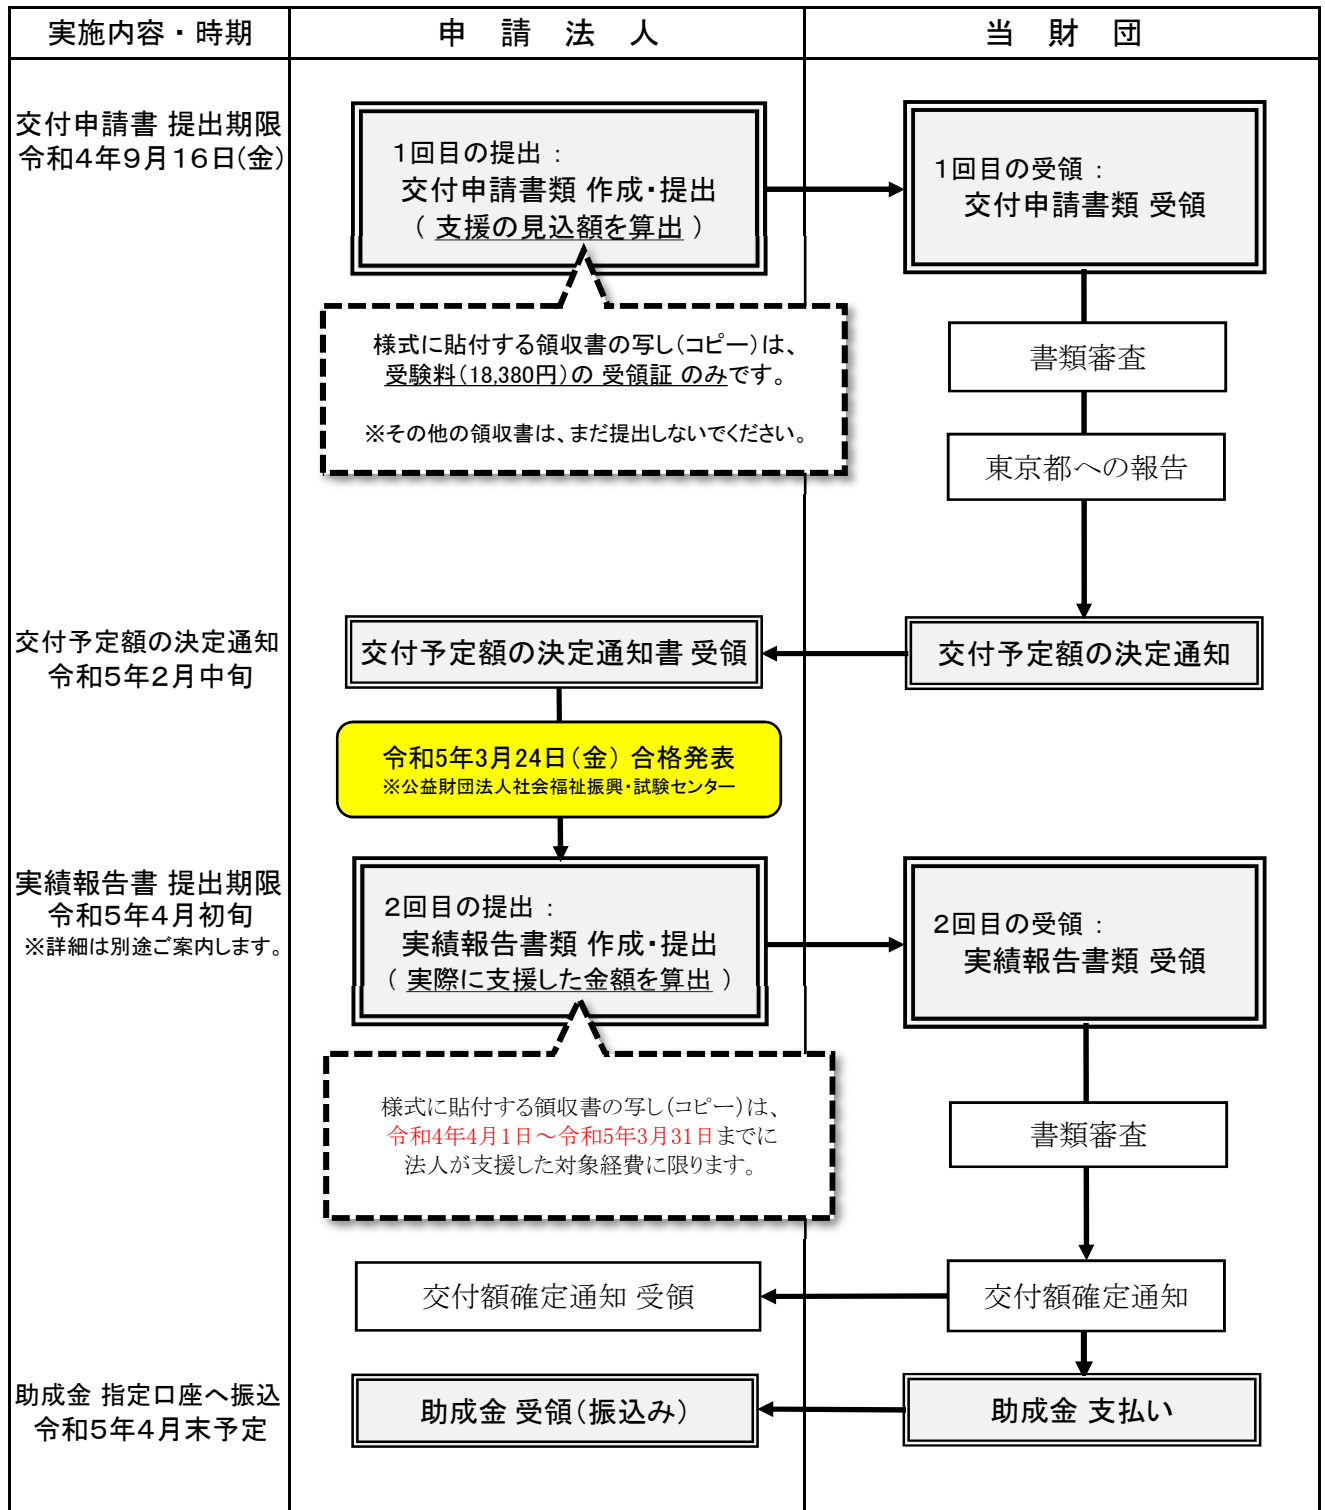 実施内容・時期
申請法人
当財団
交付申請書 提出期限
令和4年9月16日(金)
1回目の提出：
交付申請書類 作成・提出
（ 支援の見込額を算出 ）
1回目の受領：
交付申請書類 受領
様式に貼付する領収書の写し（コピー）は、
受験料（18,380円）の 受領証 のみです。
※その他の領収書は、まだ提出しないでください。
書類審査
東京都への報告
交付予定額の決定通知
令和5年2月中旬
交付予定額の決定通知書 受領
交付予定額の決定通知
令和5年3月24日（金） 合格発表
※公益財団法人社会福祉振興・試験センター
実績報告書 提出期限
令和5年4月初旬
※詳細は別途ご案内します。
2回目の提出：
実績報告書類 作成・提出
（ 実際に支援した金額を算出 ）
2回目の受領：
実績報告書類 受領
様式に貼付する領収書の写し（コピー）は、
令和4年4月1日～令和5年3月31日までに
法人が支援した対象経費に限ります。
書類審査
交付額確定通知 受領
交付額確定通知
助成金 指定口座へ振込
令和5年4月末予定
助成金 受領（振込み）
助成金 支払い